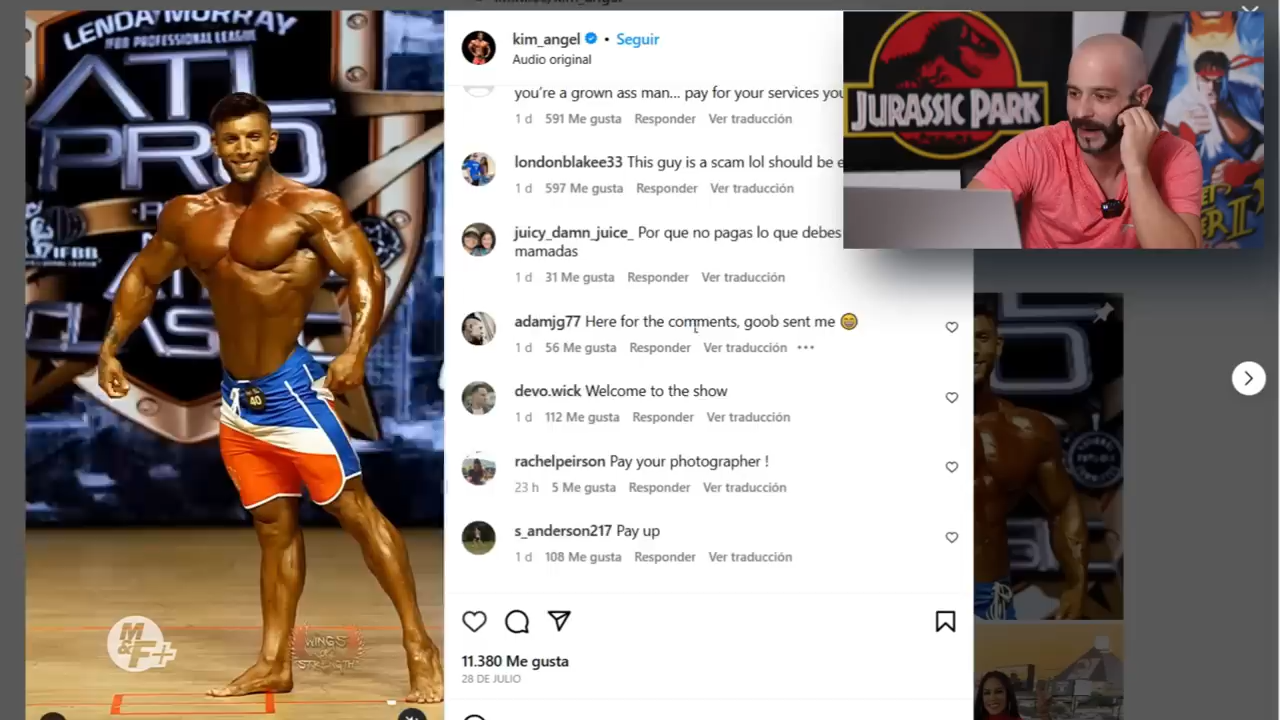 LENDA MURRAY
IFBB PROFESSIONAL LEAGUE
ATL
PRO
IFBB
CLASSIC
40
M&F+
WINGS
OF
STRENGTH
kim_angel • Seguir
Audio original
you're a grown ass man... pay for your services you
1 d 591 Me gusta Responder Ver traducción
londonblakee33 This guy is a scam lol should be e
1 d 597 Me gusta Responder Ver traducción
juicy_damn_juice_ Por que no pagas lo que debes
mamadas
1 d 31 Me gusta Responder Ver traducción
adamjg77 Here for the comments, goob sent me 😄
1 d 56 Me gusta Responder Ver traducción •••
devo.wick Welcome to the show
1 d 112 Me gusta Responder Ver traducción
rachelpeirson Pay your photographer !
23 h 5 Me gusta Responder Ver traducción
s_anderson217 Pay up
1 d 108 Me gusta Responder Ver traducción
11.380 Me gusta
28 DE JULIO
JURASSIC PARK
II